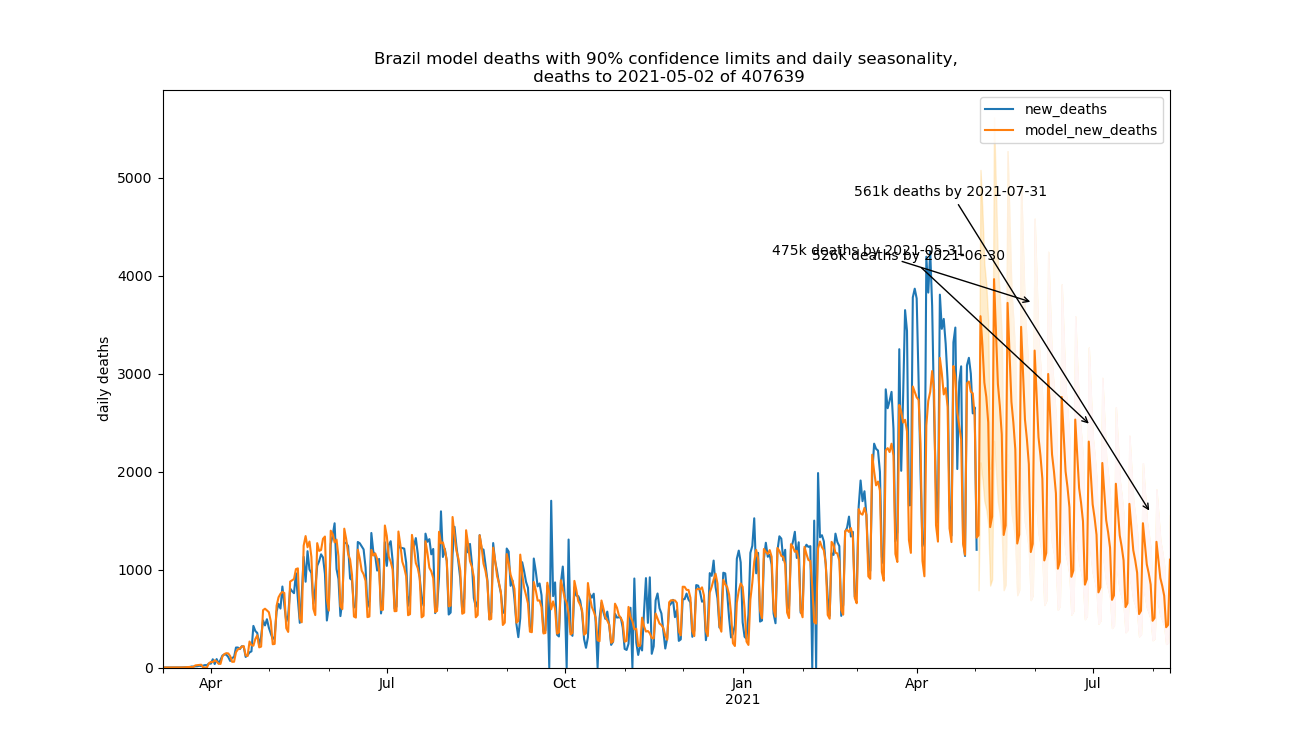 Brazil model deaths with 90% confidence limits and daily seasonality,
deaths to 2021-05-02 of 407639
new_deaths
model_new_deaths
561k deaths by 2021-07-31
475k deaths by 2021-05-31
526k deaths by 2021-06-30
daily deaths
5000
4000
3000
2000
1000
0
Apr
Jul
Oct
Jan
2021
Apr
Jul